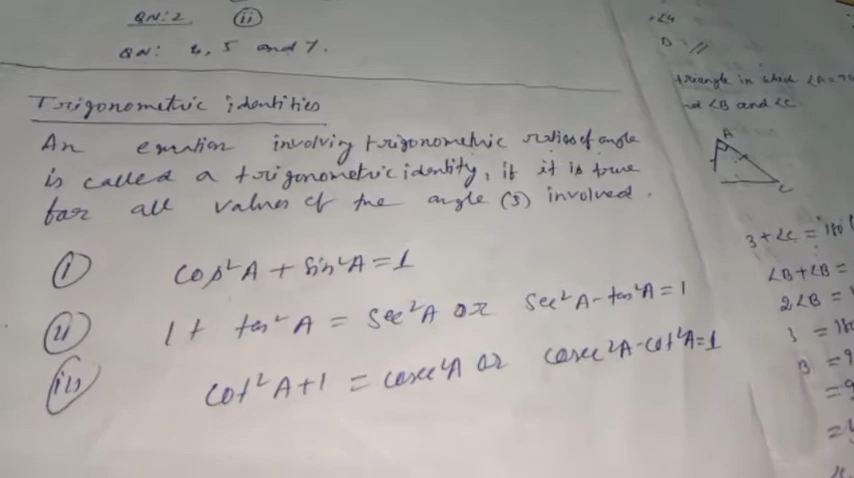 QN: 2 (ii)
QN: 4, 5 and 7.
Trigonometric identities
An equation involving trigonometric ratios of angle
is called a trigonometric identity, if it is true
for all values of the angle (s) involved.
(i) cos²A + sin²A = 1
(ii) 1 + tan²A = sec²A or sec²A - tan²A = 1
(iii) cot²A + 1 = cosec²A or cosec²A - cot²A = 1
triangle in which ∠A =
∠B and ∠C.
A
C
3 + ∠C = 180
∠B + ∠B =
2∠B =